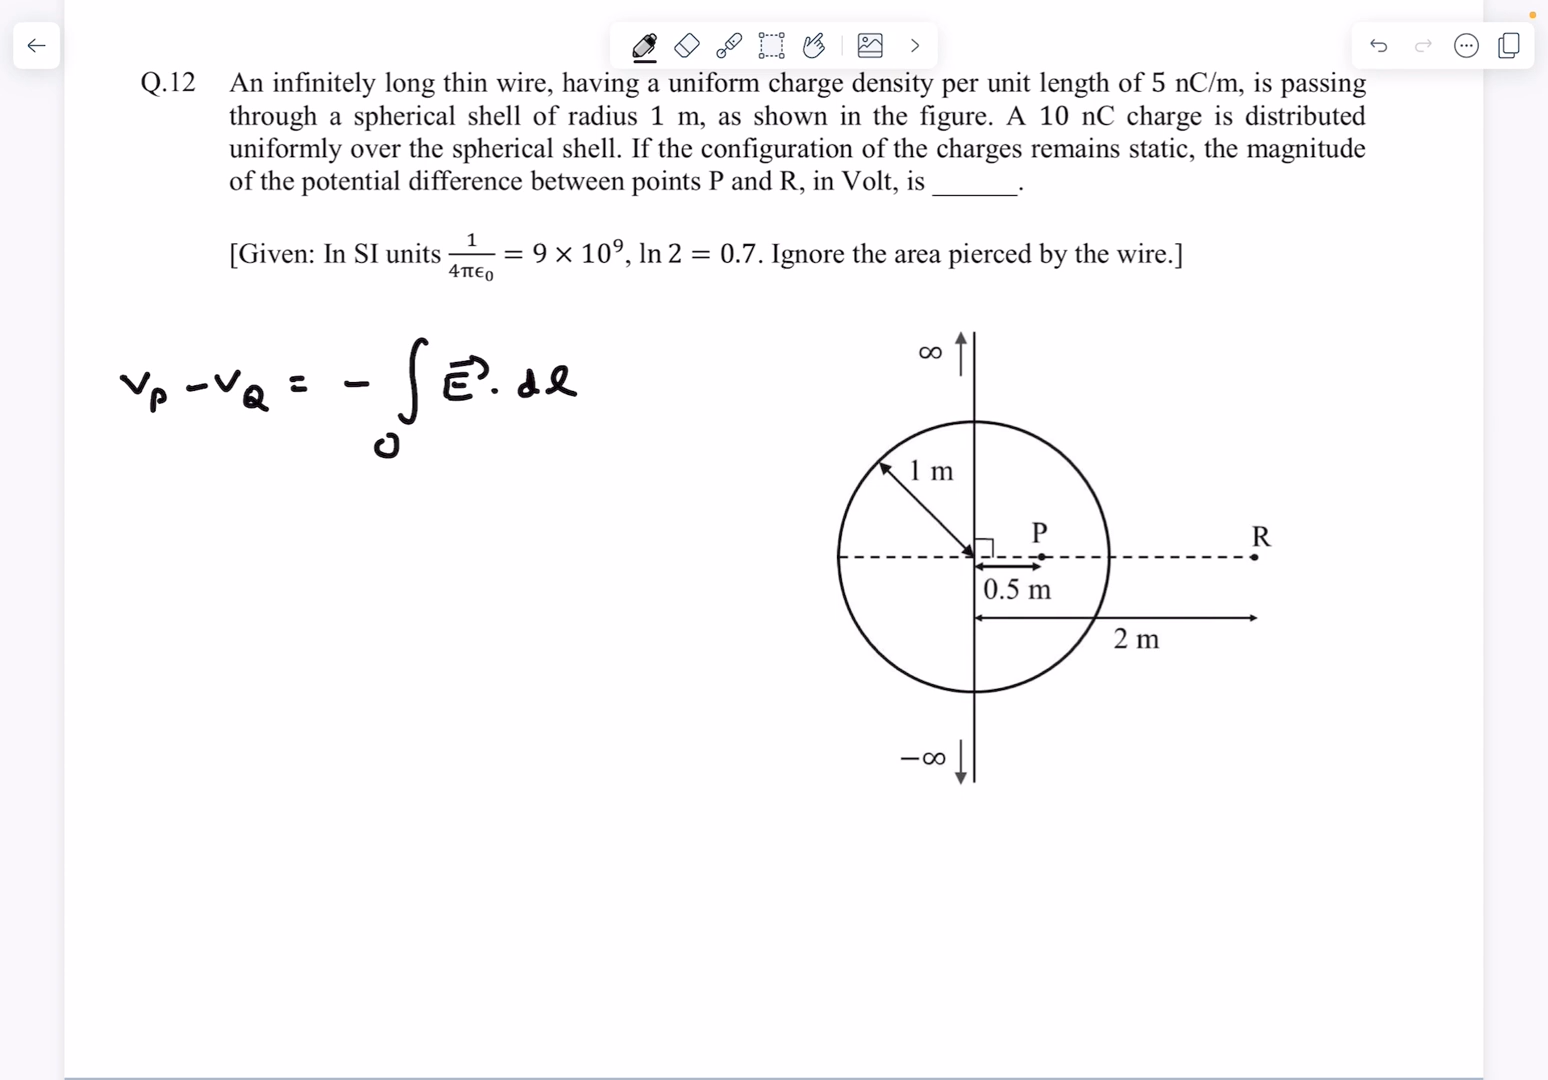 Q.12 An infinitely long thin wire, having a uniform charge density per unit length of 5 nC/m, is passing
through a spherical shell of radius 1 m, as shown in the figure. A 10 nC charge is distributed
uniformly over the spherical shell. If the configuration of the charges remains static, the magnitude
of the potential difference between points P and R, in Volt, is ______.
[Given: In SI units 1/4πϵ₀ = 9 × 10⁹, ln 2 = 0.7. Ignore the area pierced by the wire.]
V_P - V_Q = - ∫₀ E⃗ . dl
∞
1 m
P
R
0.5 m
2 m
−∞